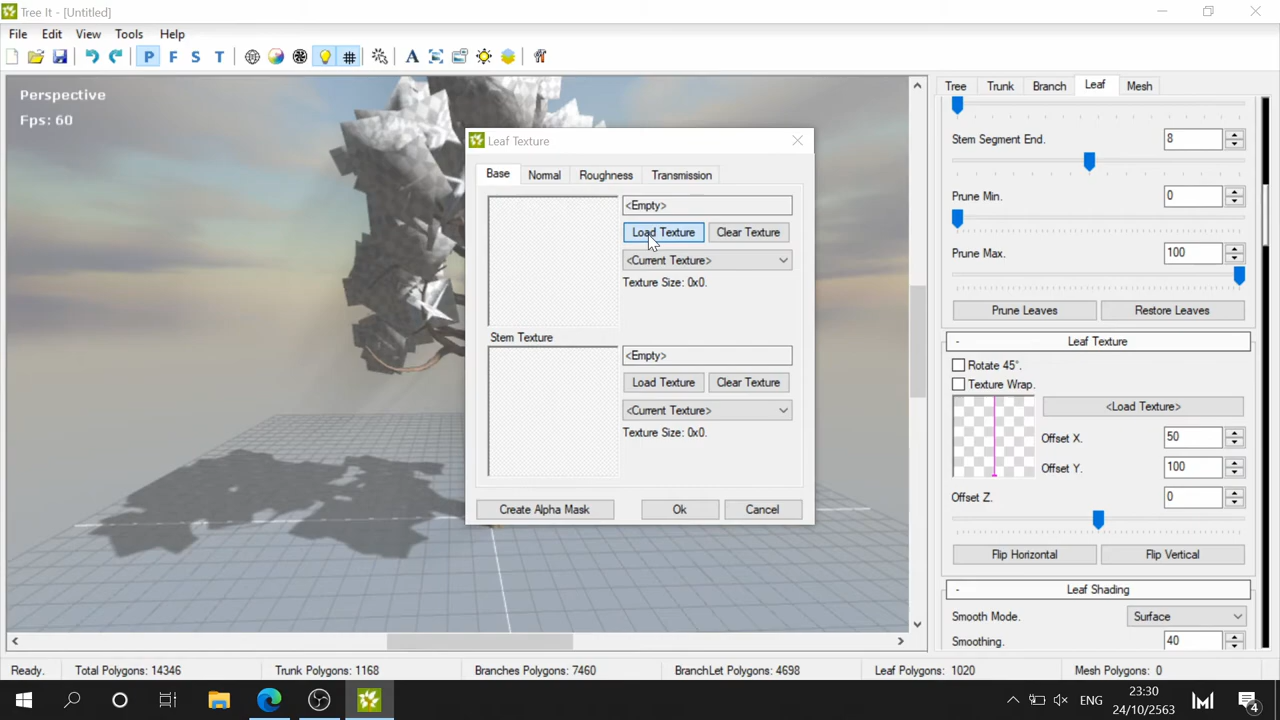 Tree It - [Untitled]
File Edit View Tools Help
P F S T A
Perspective
Fps: 60
Leaf Texture
Base Normal Roughness Transmission
<Empty>
Load Texture Clear Texture
<Current Texture>
Texture Size: 0x0.
Stem Texture
<Empty>
Load Texture Clear Texture
<Current Texture>
Texture Size: 0x0.
Create Alpha Mask Ok Cancel
Tree Trunk Branch Leaf Mesh
Stem Segment End. 8
Prune Min. 0
Prune Max. 100
Prune Leaves Restore Leaves
- Leaf Texture
Rotate 45°.
Texture Wrap.
<Load Texture>
Offset X. 50
Offset Y. 100
Offset Z. 0
Flip Horizontal Flip Vertical
- Leaf Shading
Smooth Mode. Surface
Smoothing. 40
Ready. Total Polygons: 14346 Trunk Polygons: 1168 Branches Polygons: 7460 BranchLet Polygons: 4698 Leaf Polygons: 1020 Mesh Polygons: 0
ENG
23:30
24/10/2563
4